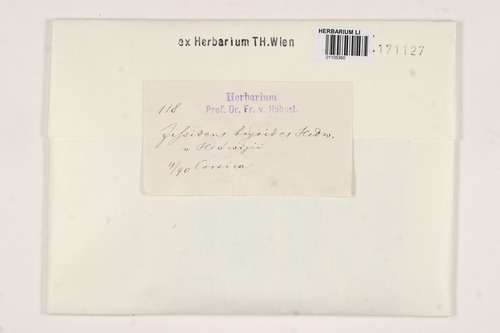 ex Herbarium TH.Wien
HERBARIUM LI
171127
Herbarium
118
Prof. Dr. Fr. v. Höhnel.
Fissidens bryoides Hedw.
v. Hedwigii
4/90 Corsica